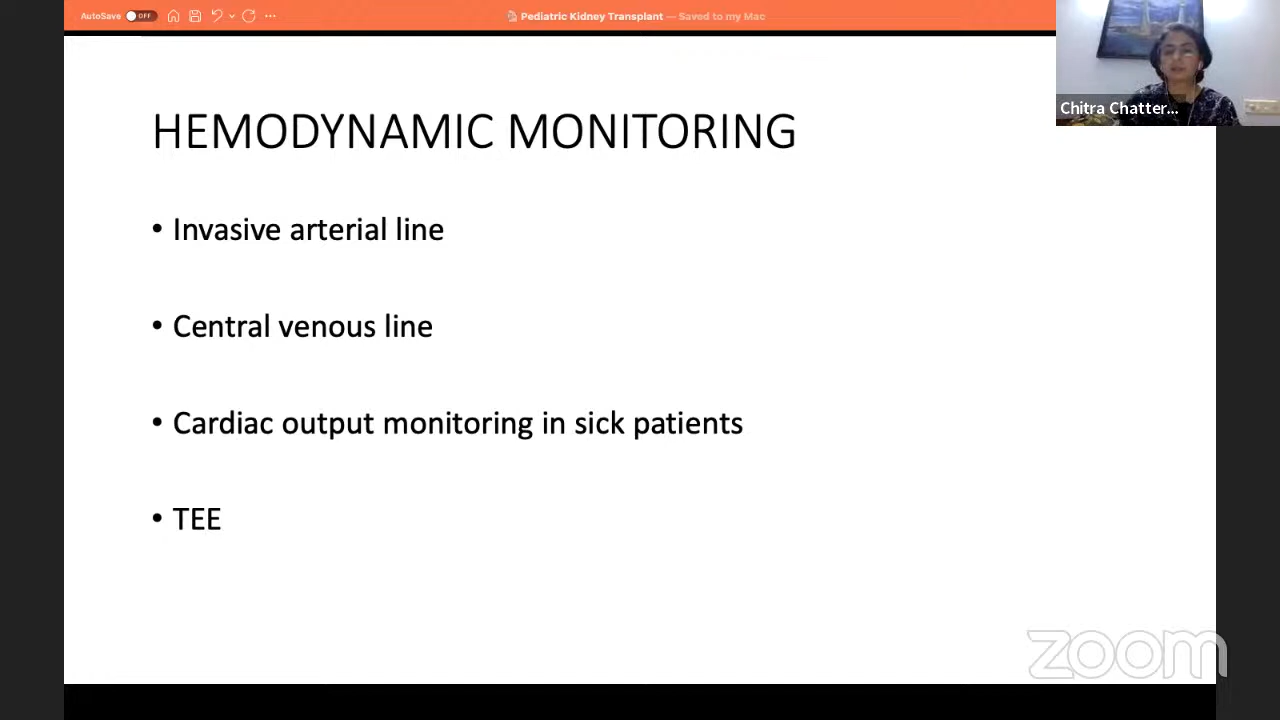 AutoSave OFF
Pediatric Kidney Transplant — Saved to my Mac
Chitra Chatter...
HEMODYNAMIC MONITORING
• Invasive arterial line
• Central venous line
• Cardiac output monitoring in sick patients
• TEE
zoom